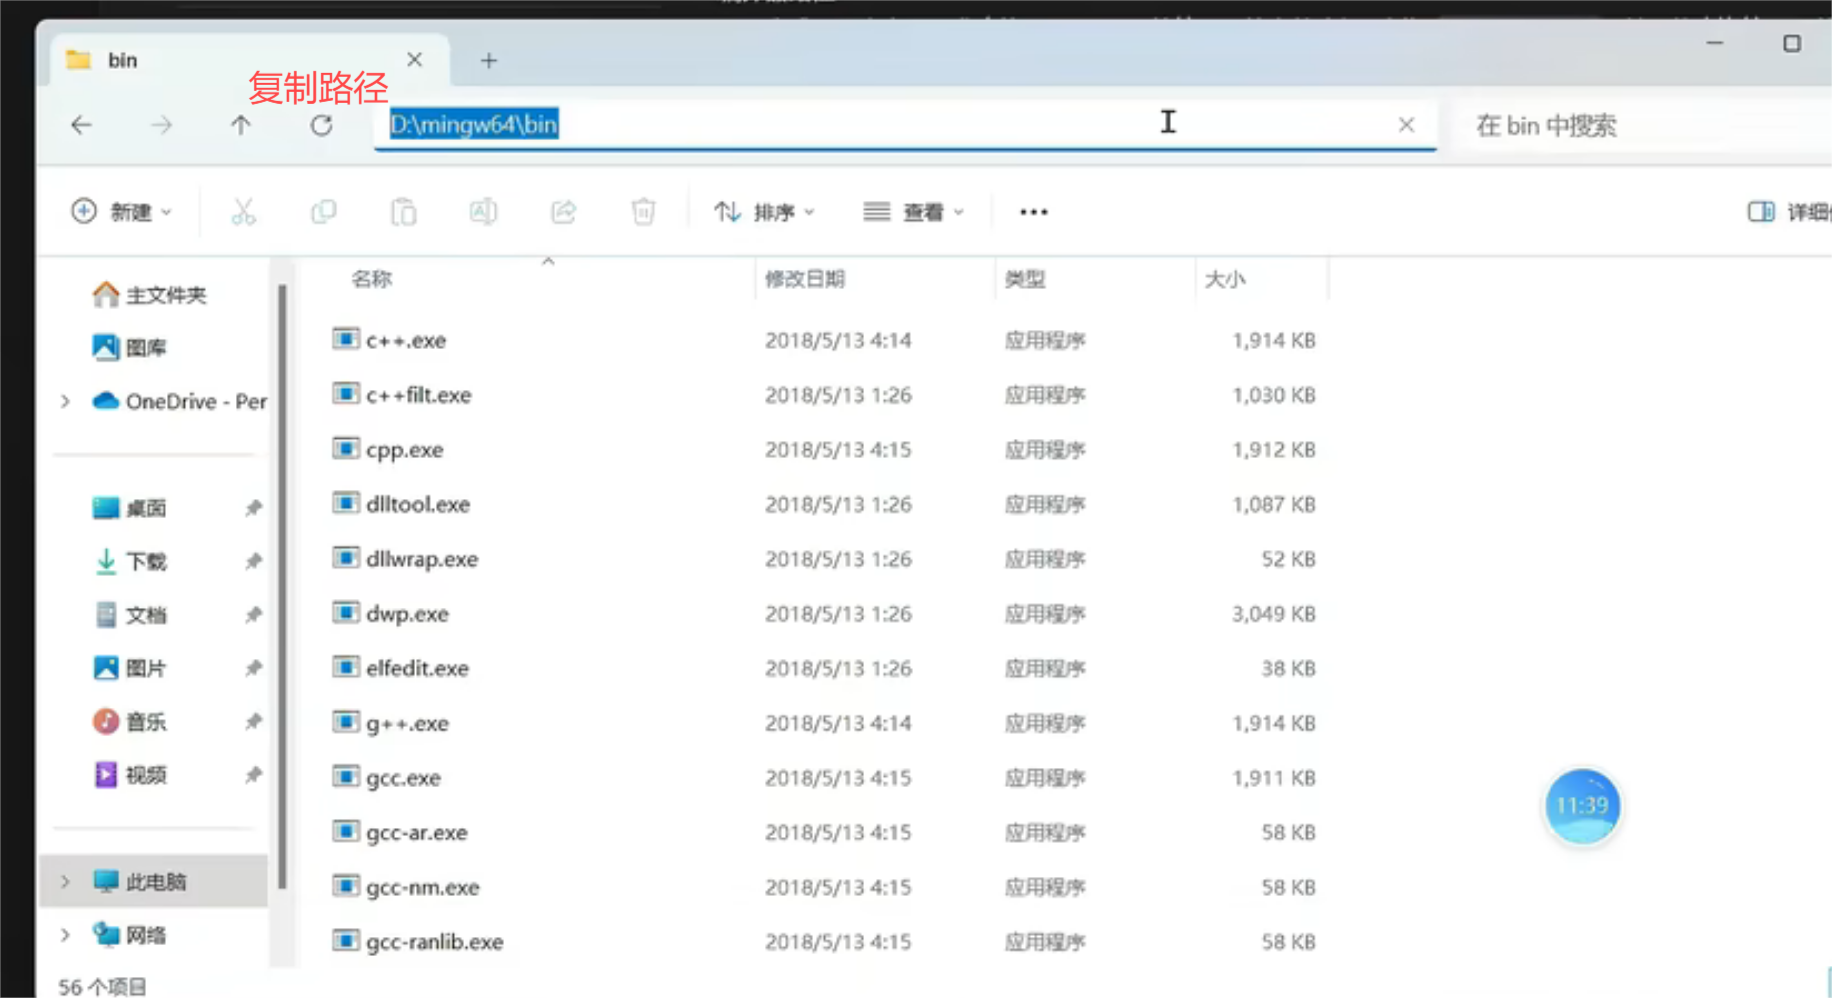 bin
复制路径
D:\mingw64\bin
在 bin 中搜索
新建
排序
查看
详细
主文件夹
图库
OneDrive - Per
桌面
下载
文档
图片
音乐
视频
此电脑
网络
名称 修改日期 类型 大小
c++.exe 2018/5/13 4:14 应用程序 1,914 KB
c++filt.exe 2018/5/13 1:26 应用程序 1,030 KB
cpp.exe 2018/5/13 4:15 应用程序 1,912 KB
dlltool.exe 2018/5/13 1:26 应用程序 1,087 KB
dllwrap.exe 2018/5/13 1:26 应用程序 52 KB
dwp.exe 2018/5/13 1:26 应用程序 3,049 KB
elfedit.exe 2018/5/13 1:26 应用程序 38 KB
g++.exe 2018/5/13 4:14 应用程序 1,914 KB
gcc.exe 2018/5/13 4:15 应用程序 1,911 KB
gcc-ar.exe 2018/5/13 4:15 应用程序 58 KB
gcc-nm.exe 2018/5/13 4:15 应用程序 58 KB
gcc-ranlib.exe 2018/5/13 4:15 应用程序 58 KB
11:39
56 个项目